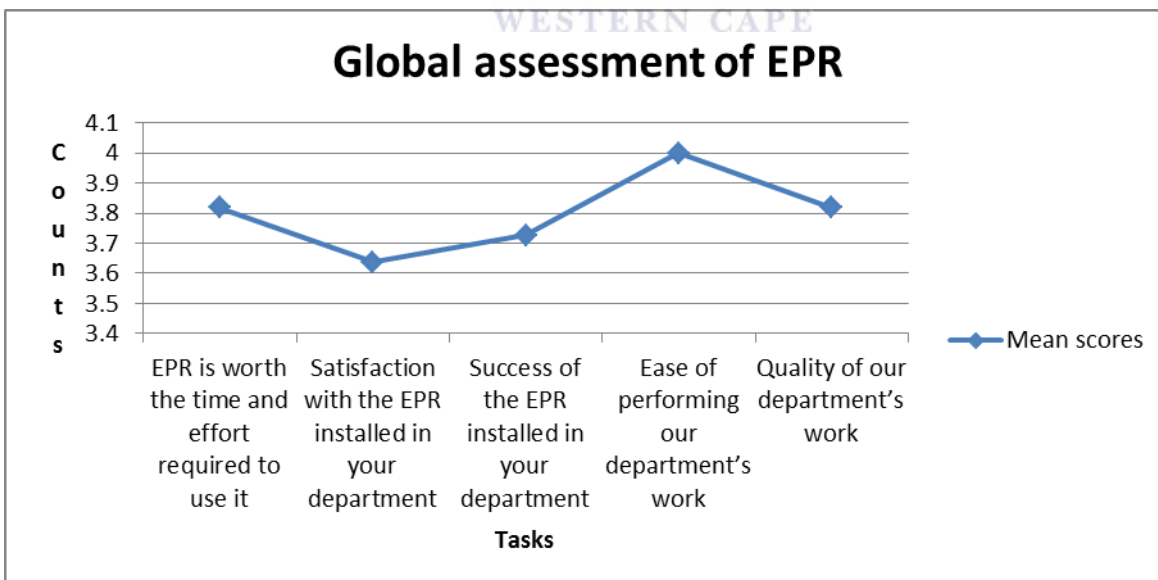 WESTERN CAPE
Global assessment of EPR
Counts
4.1
4
3.9
3.8
3.7
3.6
3.5
3.4
EPR is worth
the time and
effort
required to
use it
Satisfaction
with the EPR
installed in
your
department
Success of
the EPR
installed in
your
department
Ease of
performing
our
department’s
work
Quality of our
department’s
work
Tasks
Mean scores